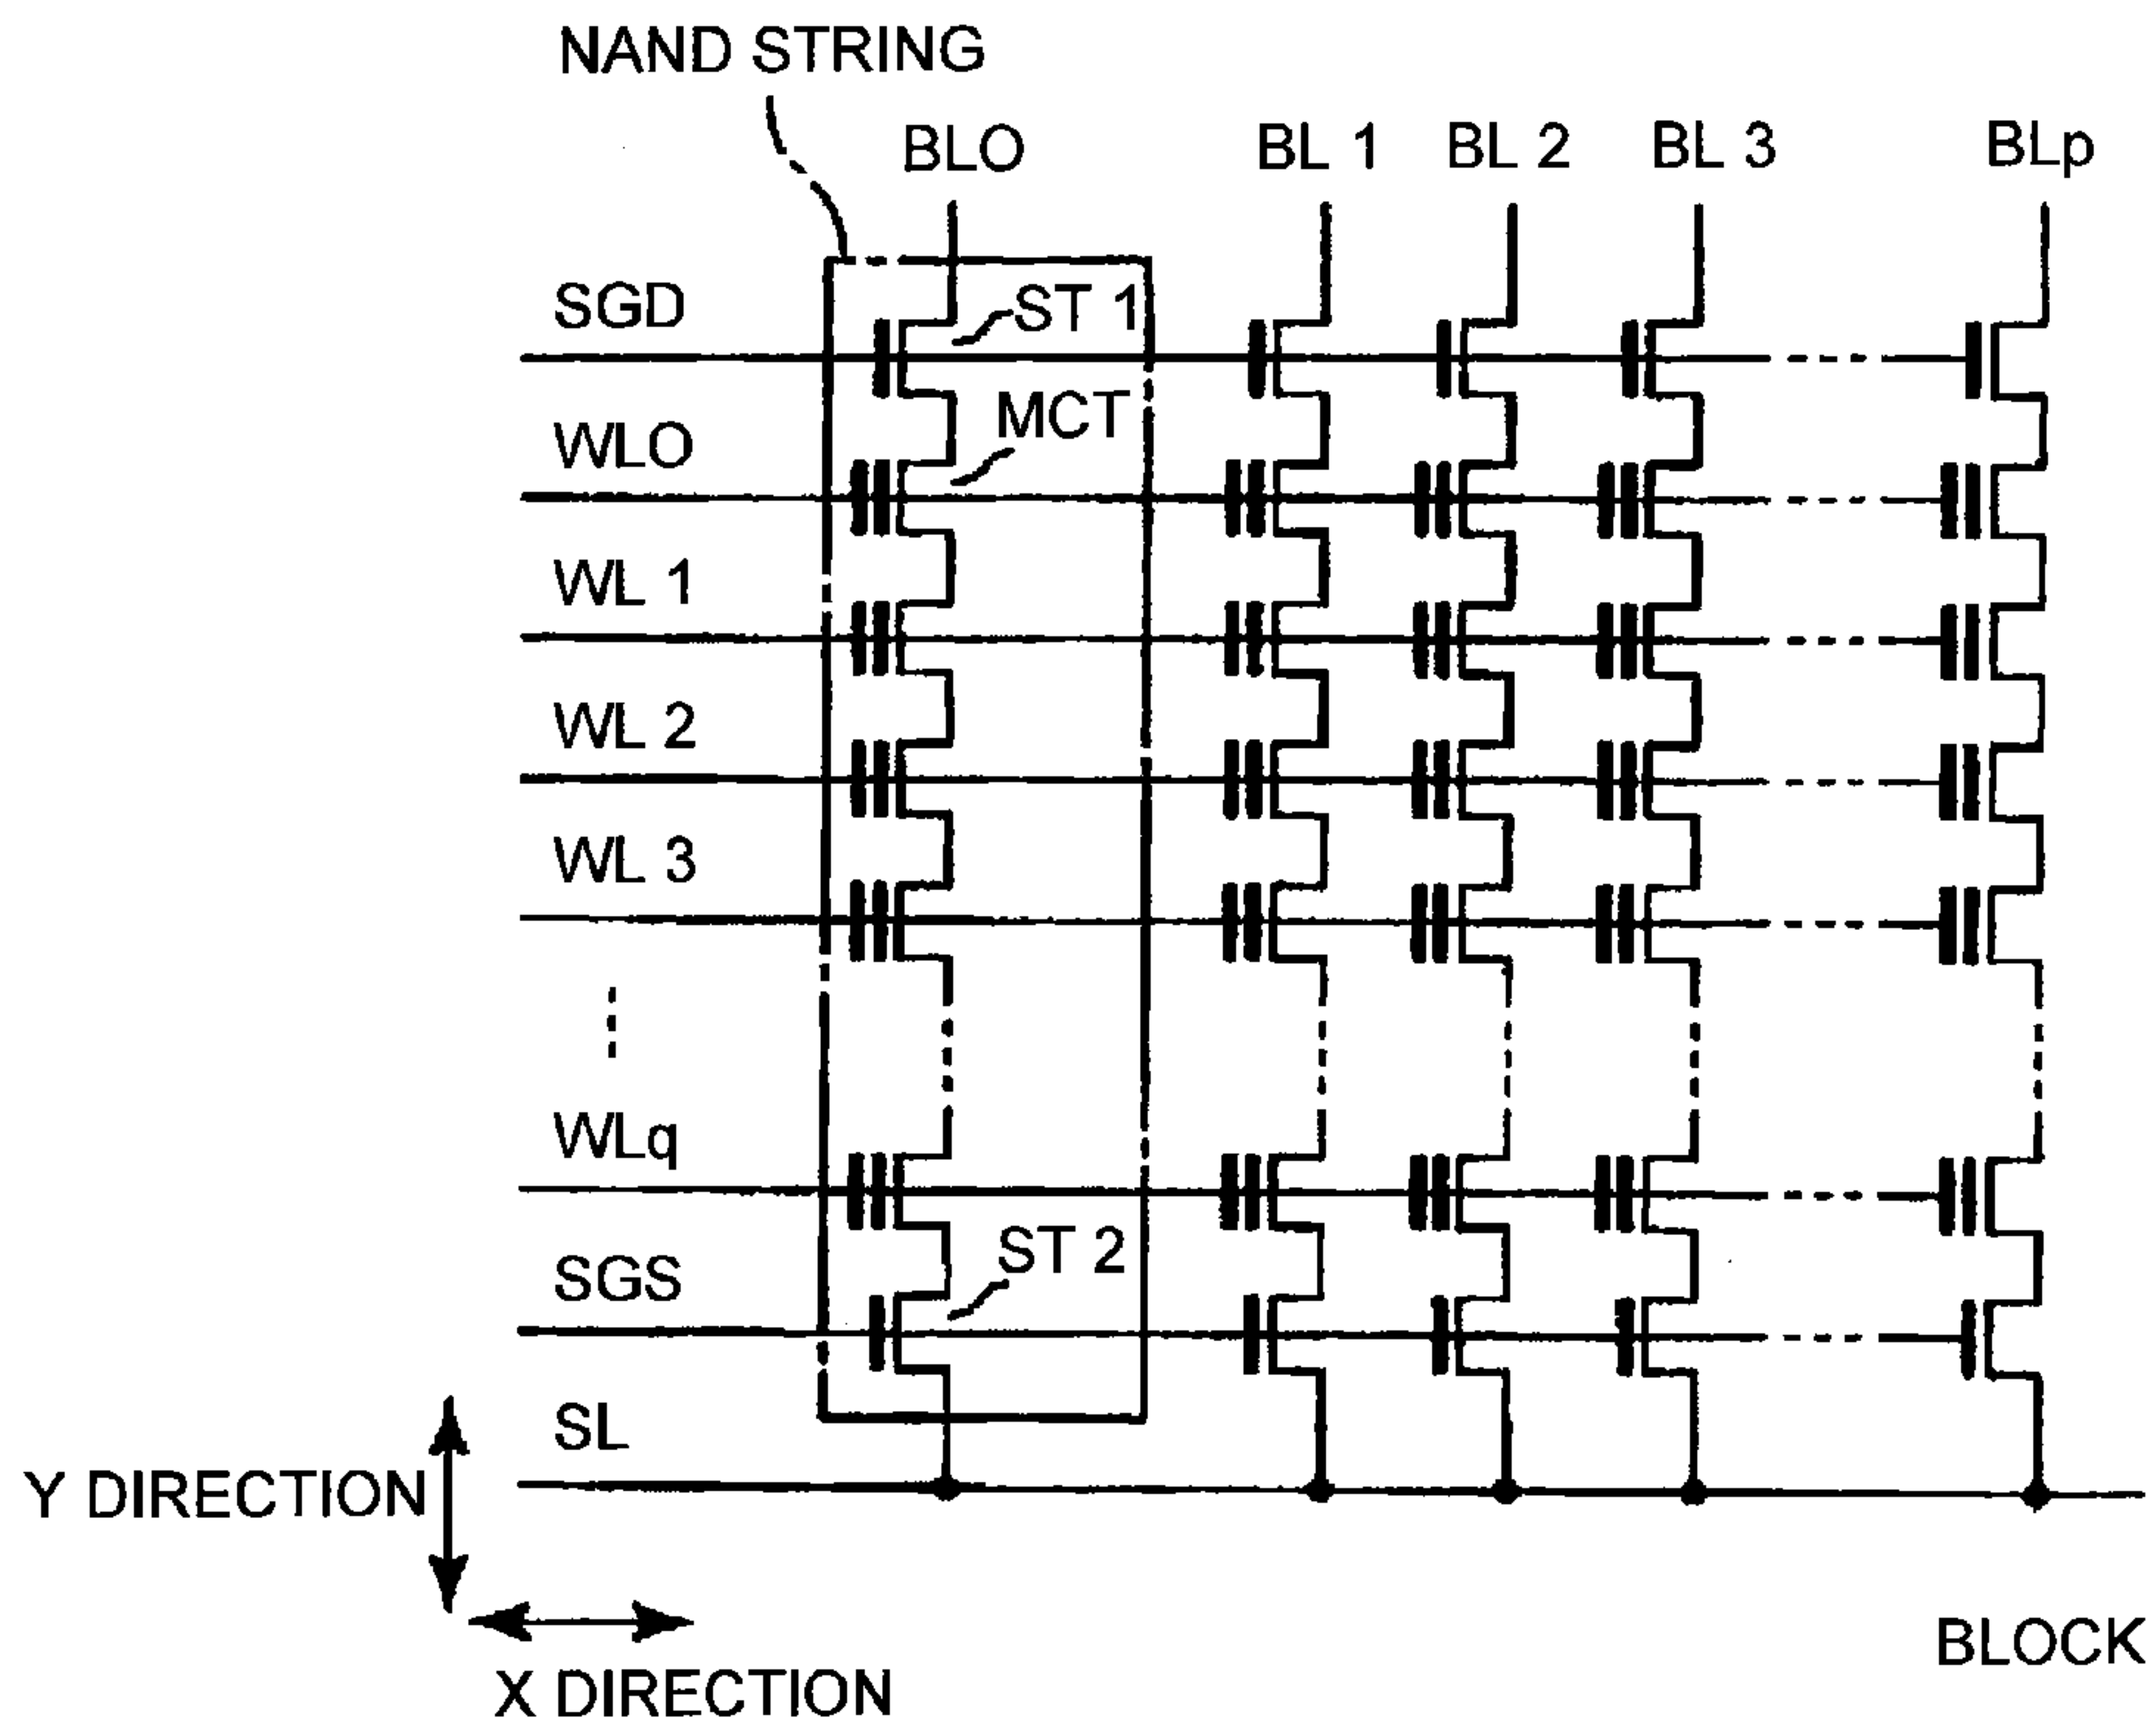 NAND STRING
BLO
BL 1
BL 2
BL 3
BLp
SGD
ST 1
WLO
MCT
WL 1
WL 2
WL 3
WLq
ST 2
SGS
SL
Y DIRECTION
X DIRECTION
BLOCK